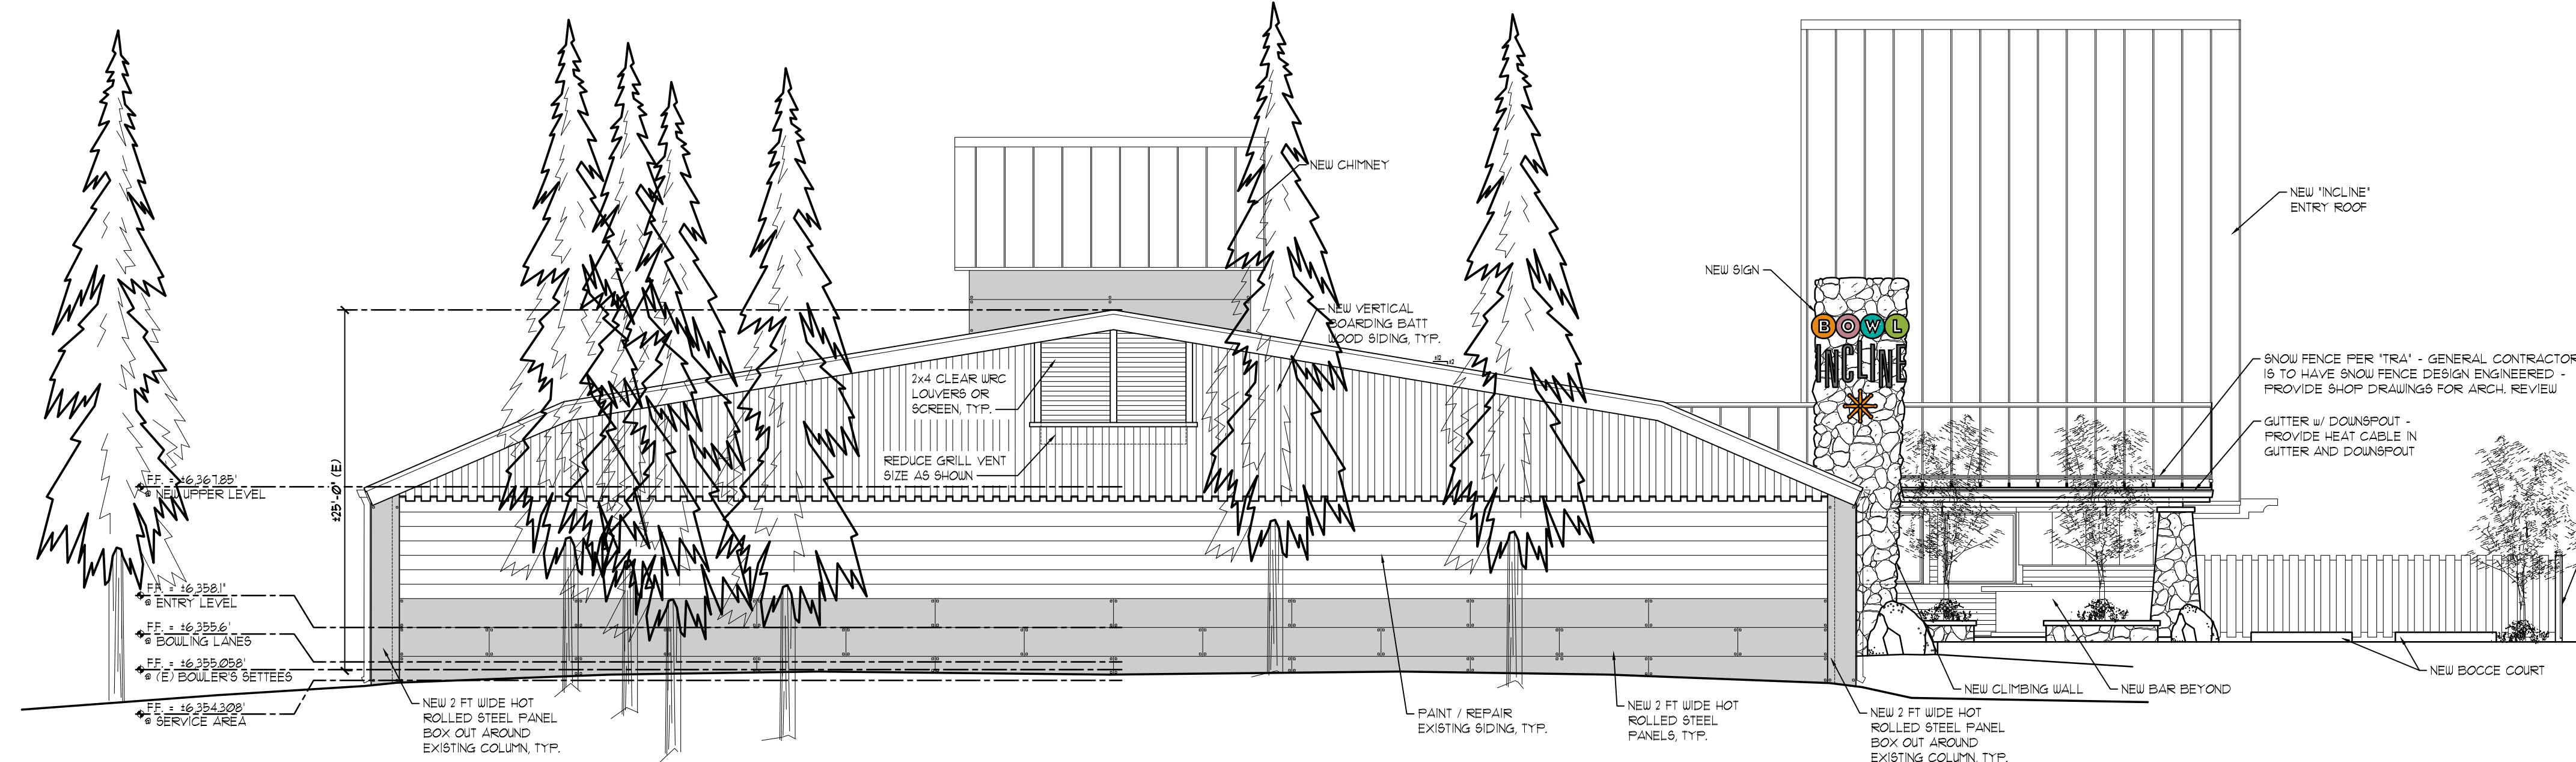 NEW CHIMNEY
NEW "INCLINE"
ENTRY ROOF
NEW SIGN
NEW VERTICAL
BOARDING BATT
WOOD SIDING, TYP.
±12
±2
BOWL
INCLINE
2x4 CLEAR WRC
LOUVERS OR
SCREEN, TYP.
REDUCE GRILL VENT
SIZE AS SHOWN
SNOW FENCE PER "TRA" - GENERAL CONTRACTOR
IS TO HAVE SNOW FENCE DESIGN ENGINEERED -
PROVIDE SHOP DRAWINGS FOR ARCH. REVIEW
GUTTER w/ DOWNSPOUT -
PROVIDE HEAT CABLE IN
GUTTER AND DOWNSPOUT
±25'-0" (E)
F.F. = ±6,367.85'
@ NEW UPPER LEVEL
F.F. = ±6,358.1"
@ ENTRY LEVEL
F.F. = ±6,355.6'
@ BOWLING LANES
F.F. = ±6,355.058'
@ (E) BOWLER'S SETTEES
F.F. = ±6,354.308'
@ SERVICE AREA
NEW 2 FT WIDE HOT
ROLLED STEEL PANEL
BOX OUT AROUND
EXISTING COLUMN, TYP.
PAINT / REPAIR
EXISTING SIDING, TYP.
NEW 2 FT WIDE HOT
ROLLED STEEL
PANELS, TYP.
NEW CLIMBING WALL
NEW BAR BEYOND
NEW BOCCE COURT
NEW 2 FT WIDE HOT
ROLLED STEEL PANEL
BOX OUT AROUND
EXISTING COLUMN, TYP.